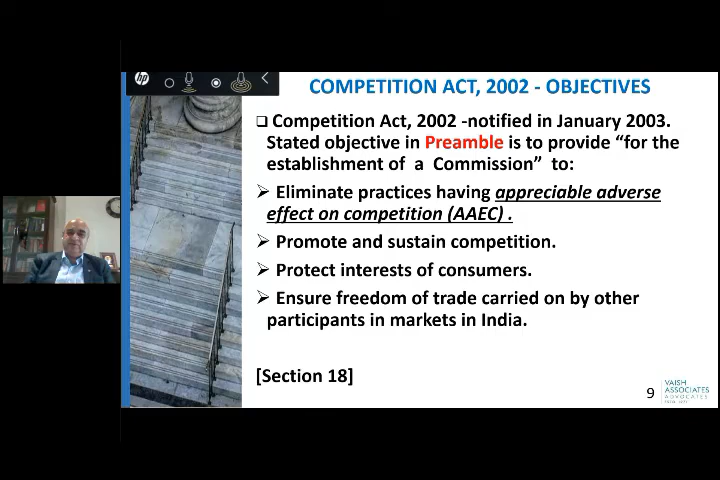 hp
COMPETITION ACT, 2002 - OBJECTIVES
Competition Act, 2002 -notified in January 2003.
Stated objective in Preamble is to provide “for the
establishment of a Commission” to:
Eliminate practices having appreciable adverse
effect on competition (AAEC) .
Promote and sustain competition.
Protect interests of consumers.
Ensure freedom of trade carried on by other
participants in markets in India.
[Section 18]
9
VAISH
ASSOCIATES
ADVOCATES